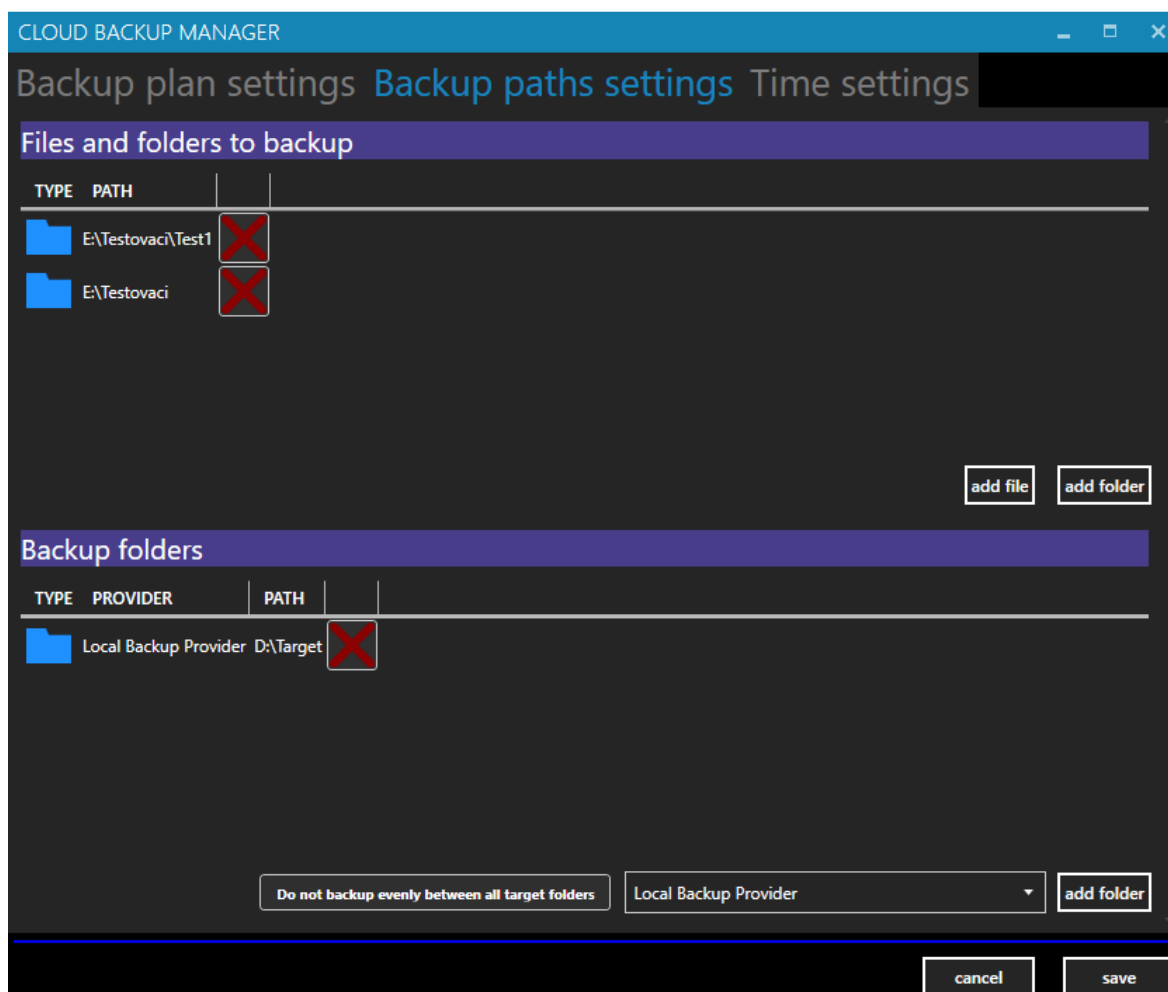 CLOUD BACKUP MANAGER
Backup plan settings Backup paths settings Time settings
Files and folders to backup
TYPE PATH
E:\Testovaci\Test1
E:\Testovaci
add file add folder
Backup folders
TYPE PROVIDER PATH
Local Backup Provider D:\Target
Do not backup evenly between all target folders Local Backup Provider add folder
cancel save